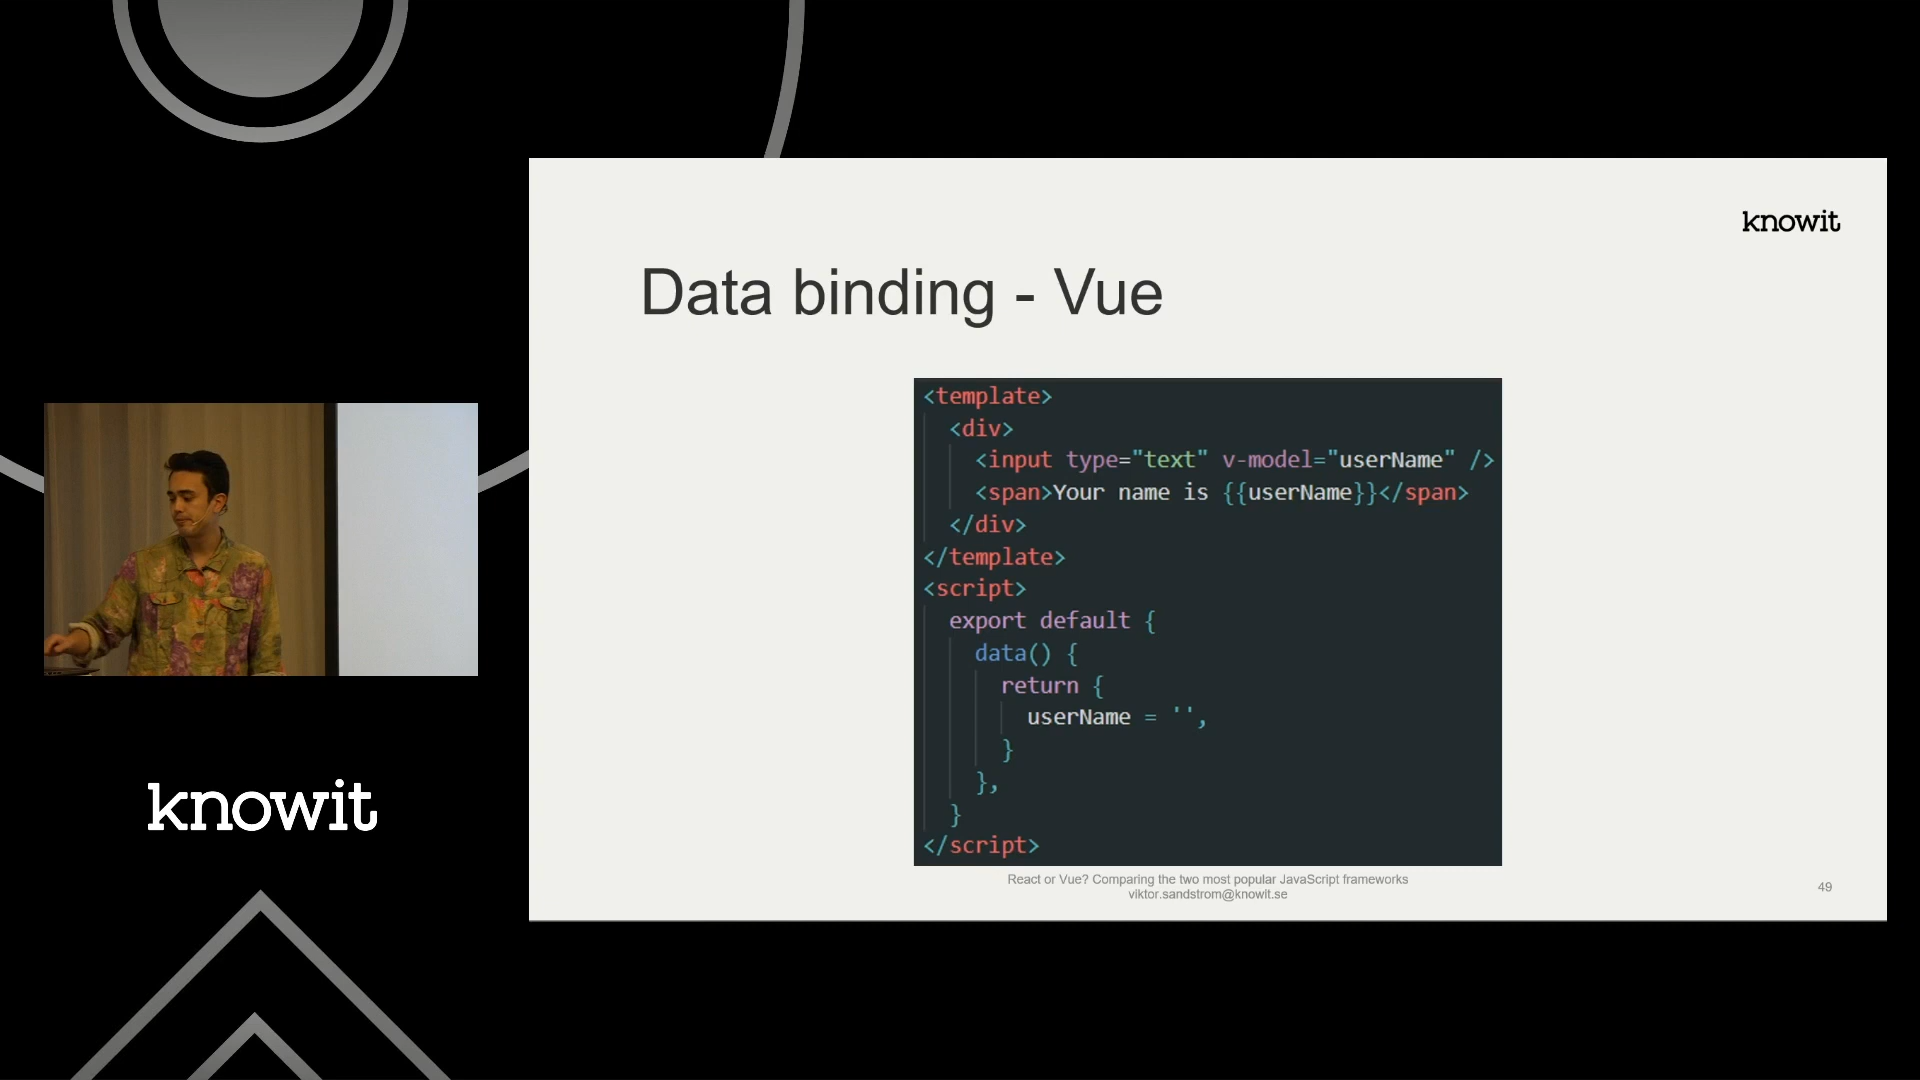 knowit
Data binding - Vue
<template>
<div>
<input type="text" v-model="userName" />
<span>Your name is {{userName}}</span>
</div>
</template>
<script>
export default {
data() {
return {
userName = '',
}
},
}
</script>
React or Vue? Comparing the two most popular JavaScript frameworks
viktor.sandstrom@knowit.se
49
knowit